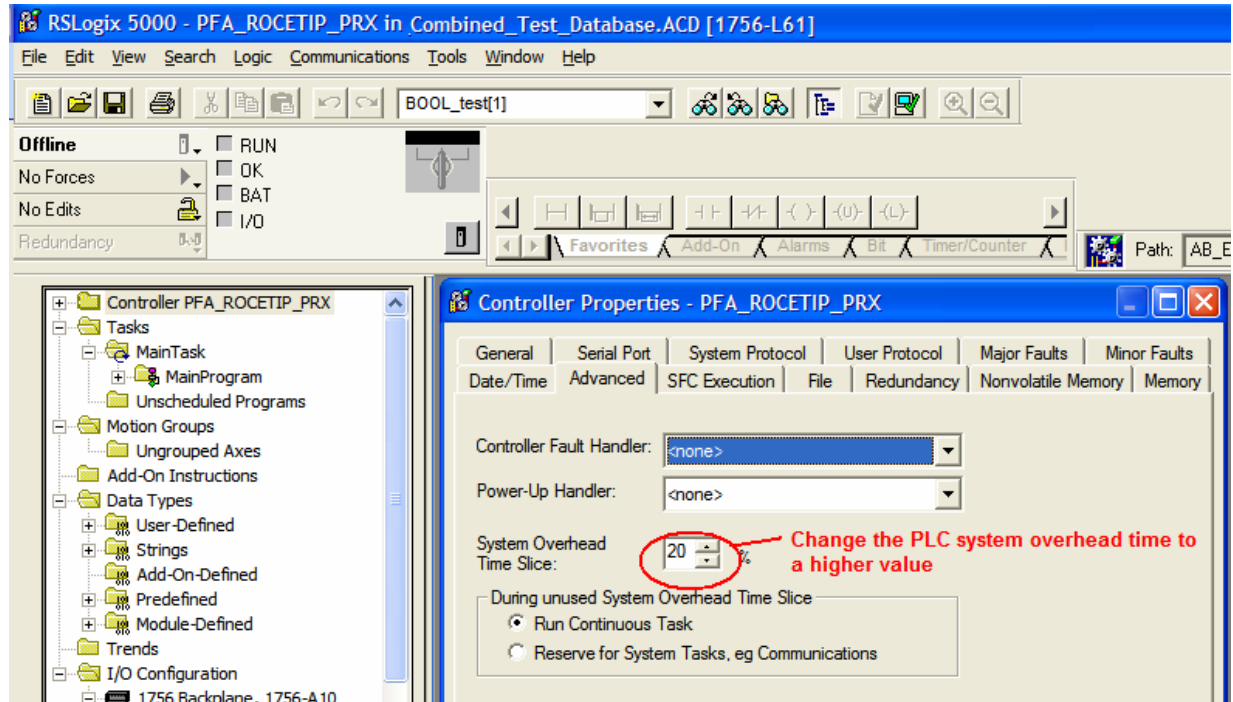 RSLogix 5000 - PFA_ROCETIP_PRX in Combined_Test_Database.ACD [1756-L61]
File Edit View Search Logic Communications Tools Window Help
BOOL_test[1]
Offline
RUN
No Forces
OK
BAT
No Edits
I/O
Redundancy
Favorites Add-On Alarms Bit Timer/Counter
Path: AB_E
Controller PFA_ROCETIP_PRX
Tasks
MainTask
MainProgram
Unscheduled Programs
Motion Groups
Ungrouped Axes
Add-On Instructions
Data Types
User-Defined
Strings
Add-On-Defined
Predefined
Module-Defined
Trends
I/O Configuration
1756 Backplane, 1756-A10
Controller Properties - PFA_ROCETIP_PRX
General Serial Port System Protocol User Protocol Major Faults Minor Faults
Date/Time Advanced SFC Execution File Redundancy Nonvolatile Memory Memory
Controller Fault Handler: <none>
Power-Up Handler: <none>
System Overhead
Time Slice: 20 %
Change the PLC system overhead time to
a higher value
During unused System Overhead Time Slice
Run Continuous Task
Reserve for System Tasks, eg Communications